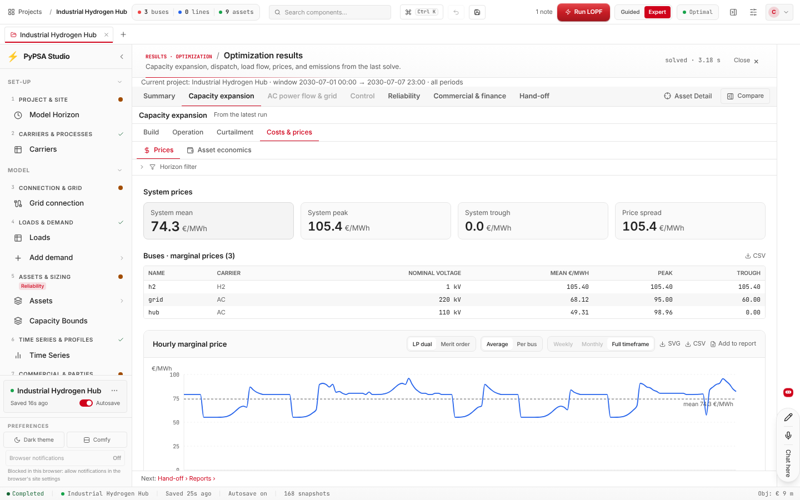 Projects / Industrial Hydrogen Hub 3 buses 0 lines 9 assets Search components... Ctrl K 1 note Run LOPF Guided Expert Optimal C
Industrial Hydrogen Hub
PyPSA Studio
SET-UP
1 PROJECT & SITE
Model Horizon
2 CARRIERS & PROCESSES
Carriers
MODEL
3 CONNECTION & GRID
Grid connection
4 LOADS & DEMAND
Loads
Add demand
5 ASSETS & SIZING
Reliability
Assets
Capacity Bounds
6 TIME SERIES & PROFILES
Time Series
7 COMMERCIAL & PARTIES
Industrial Hydrogen Hub
Saved 16s ago Autosave
PREFERENCES
Dark theme Comfy
Browser notifications Off
Blocked in this browser: allow notifications in the browser's site settings
RESULTS · OPTIMIZATION / Optimization results
Capacity expansion, dispatch, load flow, prices, and emissions from the last solve.
solved · 3.18 s Close ×
Current project: Industrial Hydrogen Hub · window 2030-07-01 00:00 → 2030-07-07 23:00 · all periods
Summary Capacity expansion AC power flow & grid Control Reliability Commercial & finance Hand-off Asset Detail Compare
Capacity expansion From the latest run
Build Operation Curtailment Costs & prices
Prices Asset economics
Horizon filter
System prices
System mean
74.3 €/MWh
System peak
105.4 €/MWh
System trough
0.0 €/MWh
Price spread
105.4 €/MWh
Buses · marginal prices (3) CSV
NAME CARRIER NOMINAL VOLTAGE MEAN €/MWH PEAK TROUGH
h2 H2 1 kV 105.40 105.40 105.40
grid AC 220 kV 68.12 95.00 60.00
hub AC 110 kV 49.31 98.96 0.00
Hourly marginal price LP dual Merit order Average Per bus Weekly Monthly Full timeframe SVG CSV Add to report
€/MWh
100
75
50
25
0
mean 74.3 €/MWh
Next: Hand-off › Reports ›
Chat here
Completed Industrial Hydrogen Hub Saved 25s ago Autosave on 168 snapshots Obj: € 9